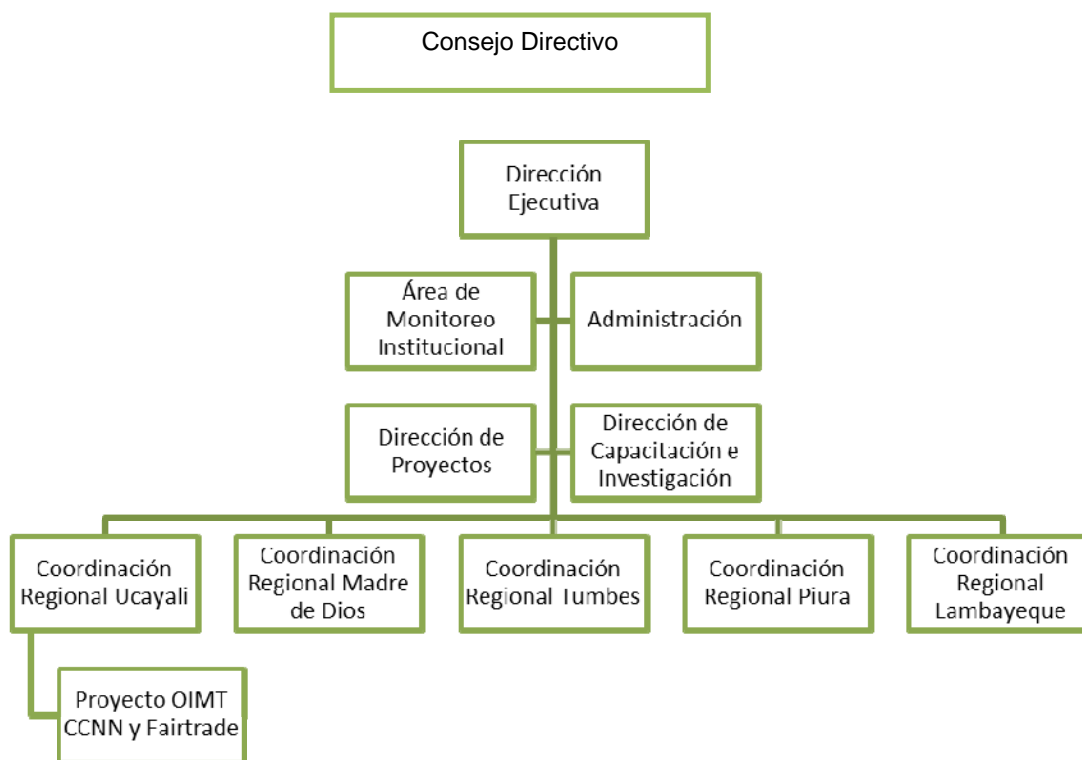 Consejo Directivo
Dirección
Ejecutiva
Área de
Monitoreo
Institucional
Administración
Dirección de
Proyectos
Dirección de
Capacitación e
Investigación
Coordinación
Regional Ucayali
Coordinación
Regional Madre
de Dios
Coordinación
Regional Tumbes
Coordinación
Regional Piura
Coordinación
Regional
Lambayeque
Proyecto OIMT
CCNN y Fairtrade